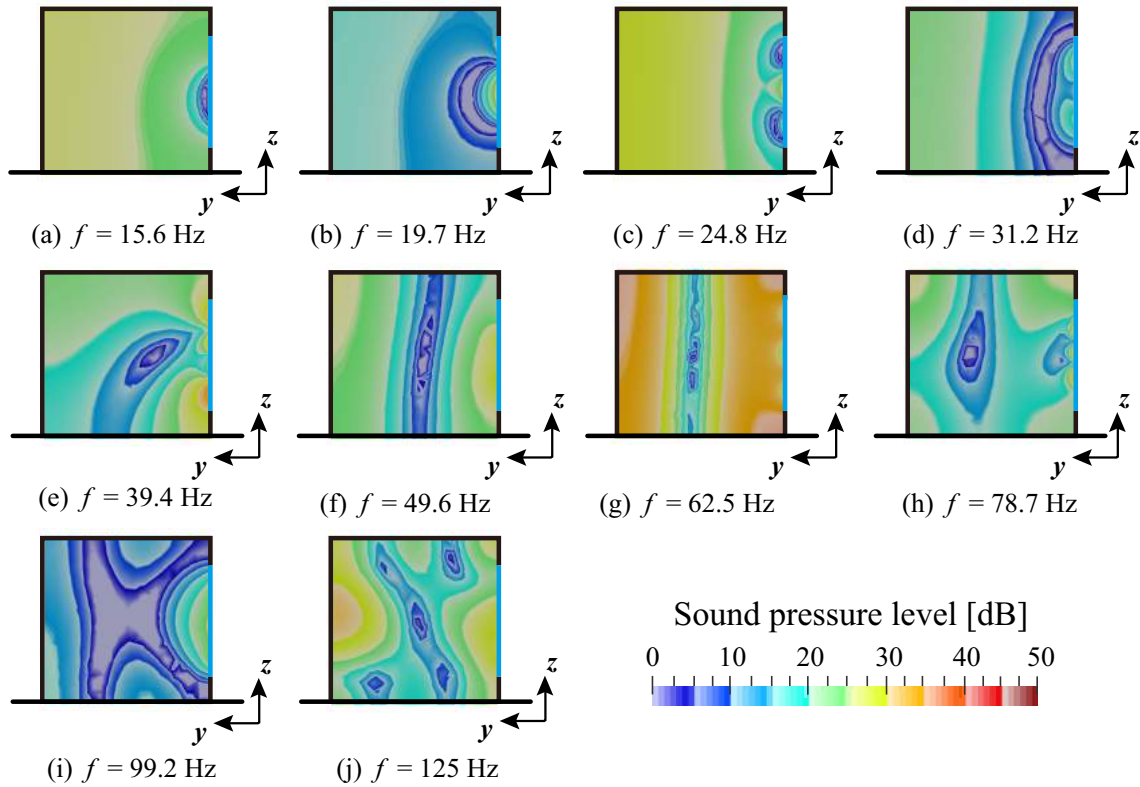 z
z
z
z
y
y
y
y
(a) f = 15.6 Hz
(b) f = 19.7 Hz
(c) f = 24.8 Hz
(d) f = 31.2 Hz
z
z
z
z
y
y
y
y
(e) f = 39.4 Hz
(f) f = 49.6 Hz
(g) f = 62.5 Hz
(h) f = 78.7 Hz
Sound pressure level [dB]
0 10 20 30 40 50
z
z
y
y
(i) f = 99.2 Hz
(j) f = 125 Hz